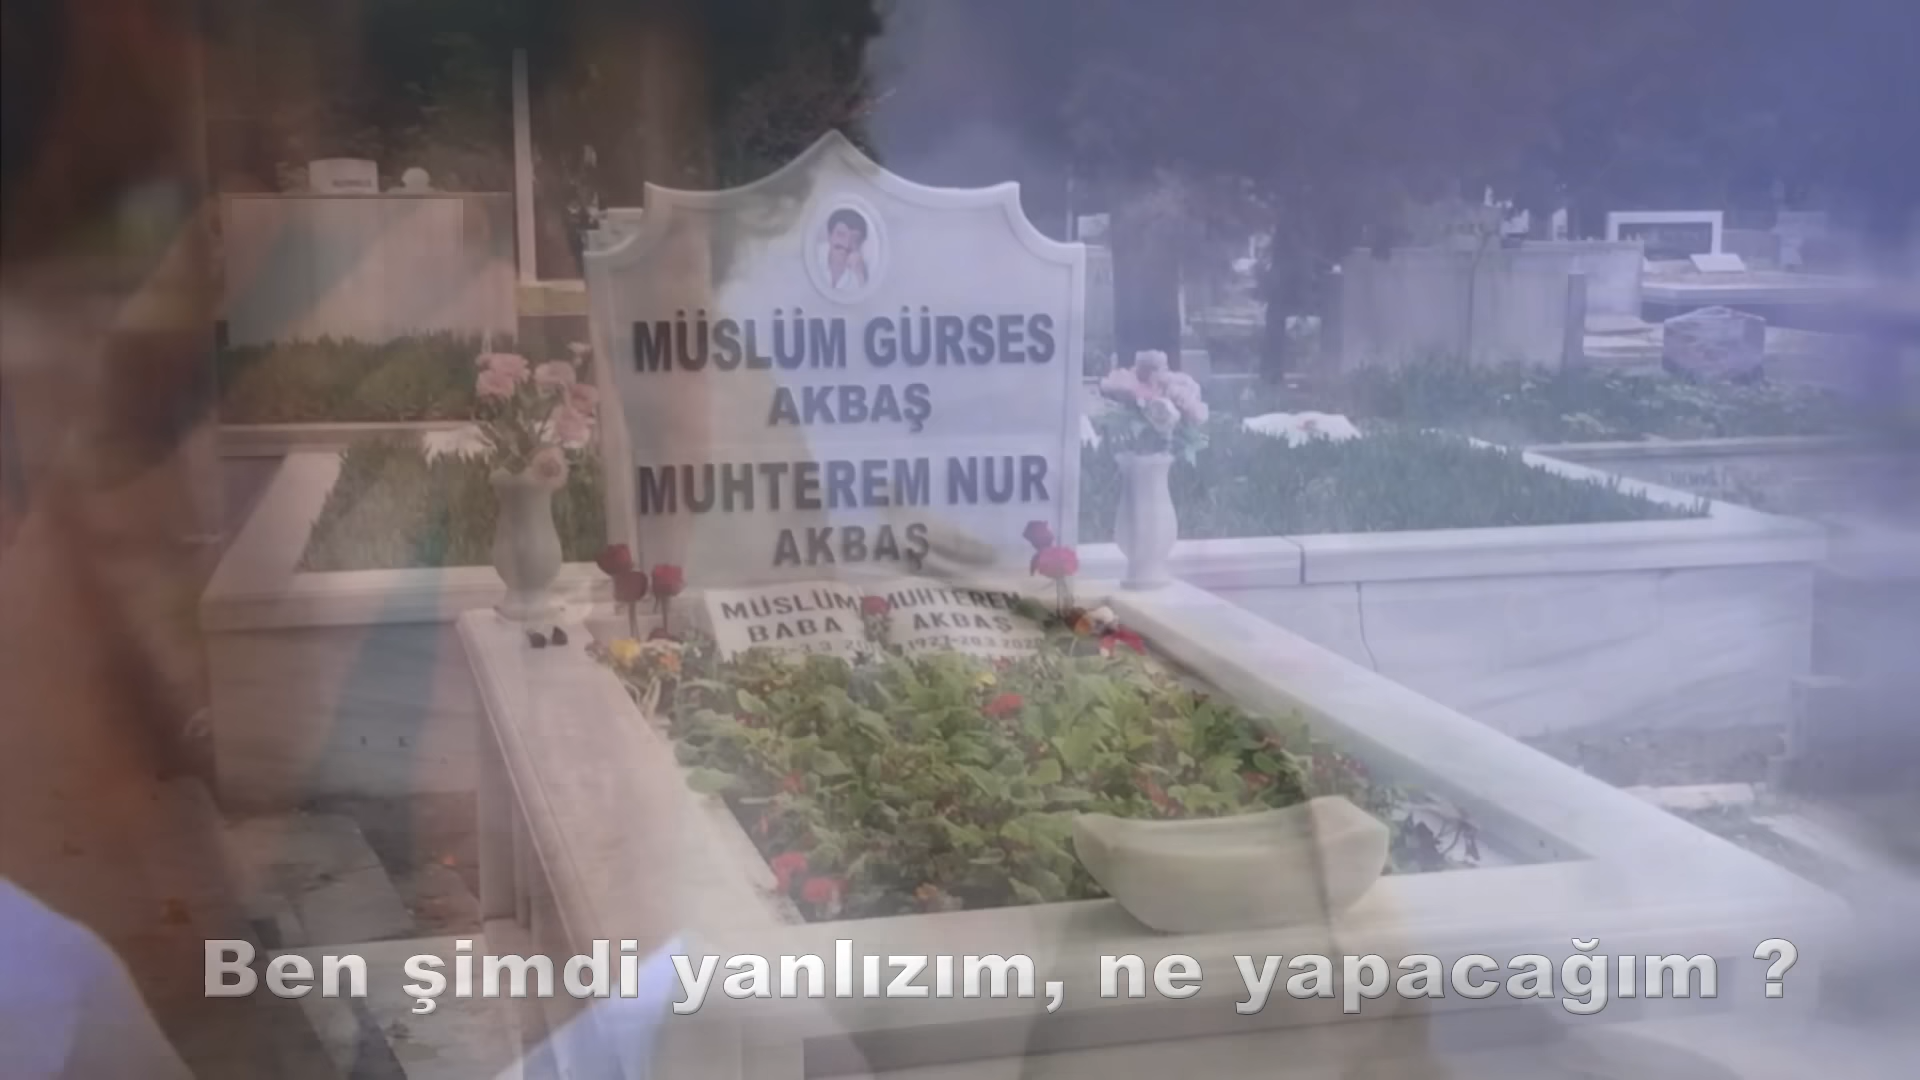 MÜSLÜM GÜRSES
AKBAŞ
MUHTEREM NUR
AKBAŞ
MÜSLÜM
BABA
MUHTEREM
AKBAŞ
Ben şimdi yanlızım, ne yapacağım ?